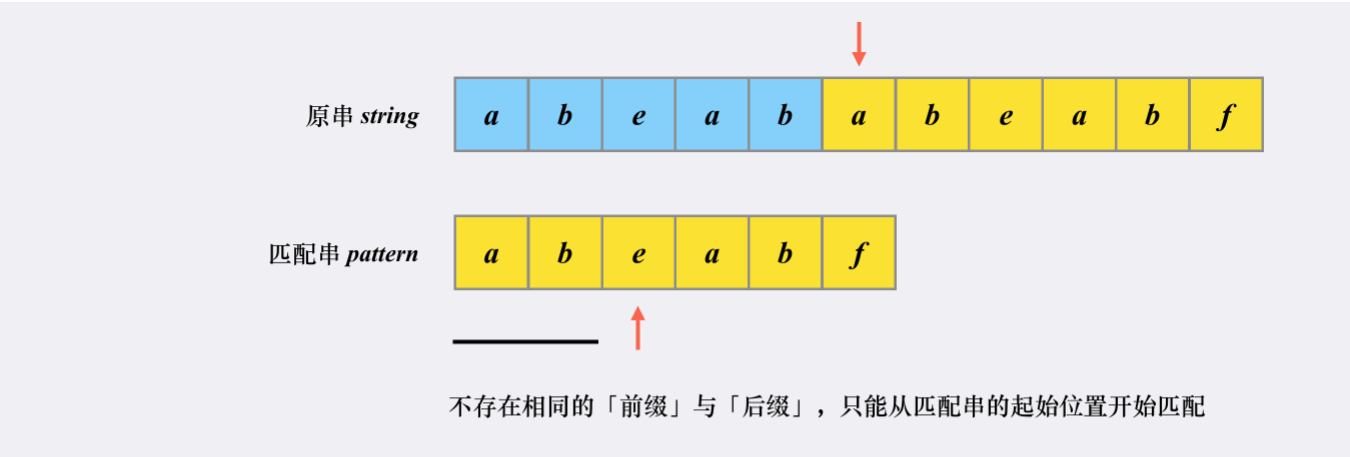 原串 string a b e a b a b e a b f
匹配串 pattern a b e a b f
不存在相同的「前缀」与「后缀」，只能从匹配串的起始位置开始匹配